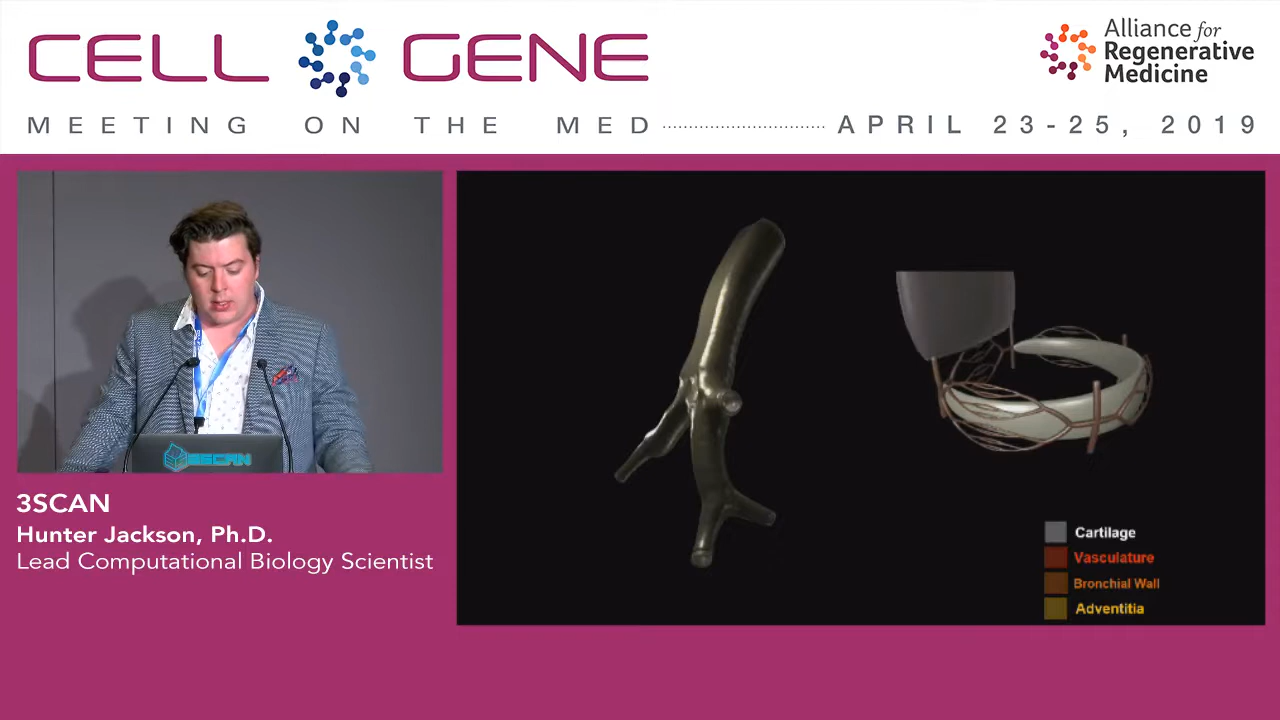 CELL GENE
Alliance for
Regenerative
Medicine
MEETING ON THE MED
APRIL 23-25, 2019
3SCAN
3SCAN
Hunter Jackson, Ph.D.
Lead Computational Biology Scientist
Cartilage
Vasculature
Bronchial Wall
Adventitia